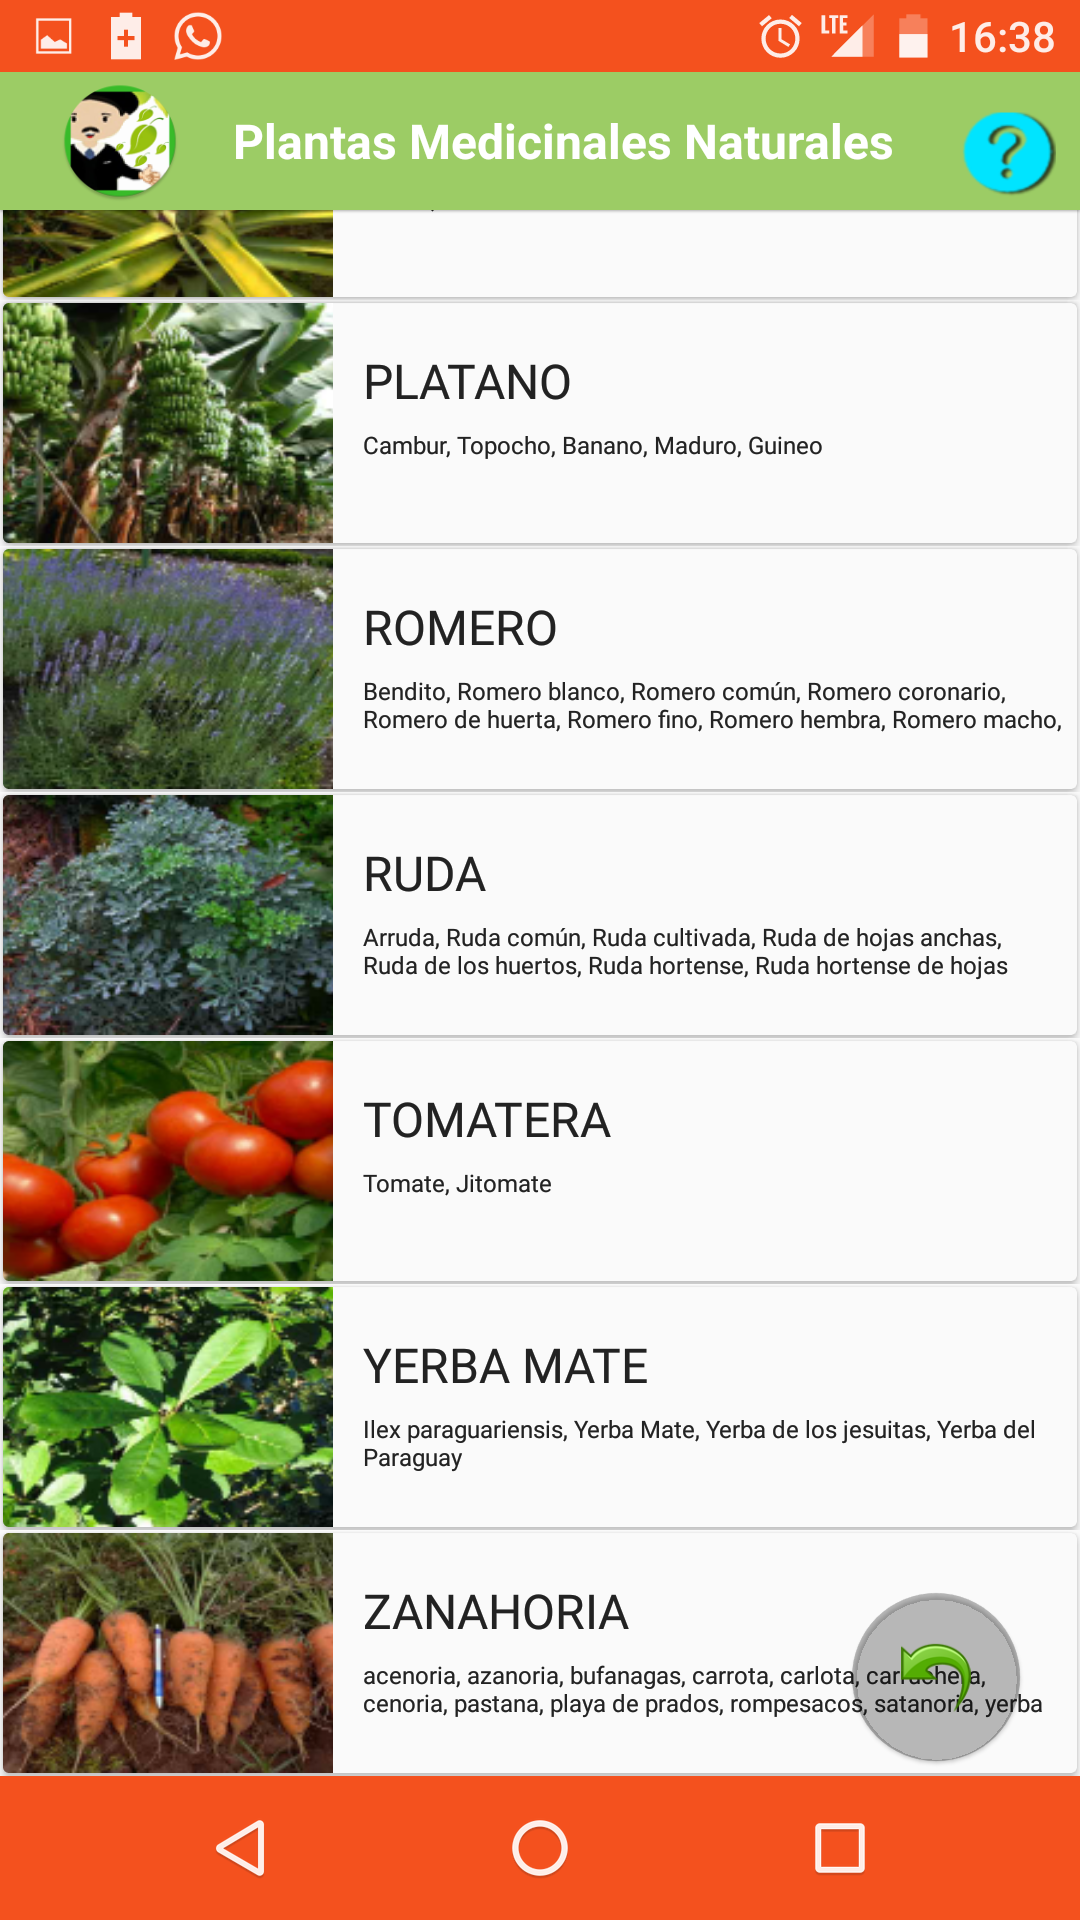 LTE 16:38
Plantas Medicinales Naturales
PLATANO
Cambur, Topocho, Banano, Maduro, Guineo
ROMERO
Bendito, Romero blanco, Romero común, Romero coronario,
Romero de huerta, Romero fino, Romero hembra, Romero macho,
RUDA
Arruda, Ruda común, Ruda cultivada, Ruda de hojas anchas,
Ruda de los huertos, Ruda hortense, Ruda hortense de hojas
TOMATERA
Tomate, Jitomate
YERBA MATE
Ilex paraguariensis, Yerba Mate, Yerba de los jesuitas, Yerba del
Paraguay
ZANAHORIA
acenoria, azanoria, bufanagas, carrota, carlota,
cenoria, pastana, playa de prados, rompesacos, satanoria, yerba